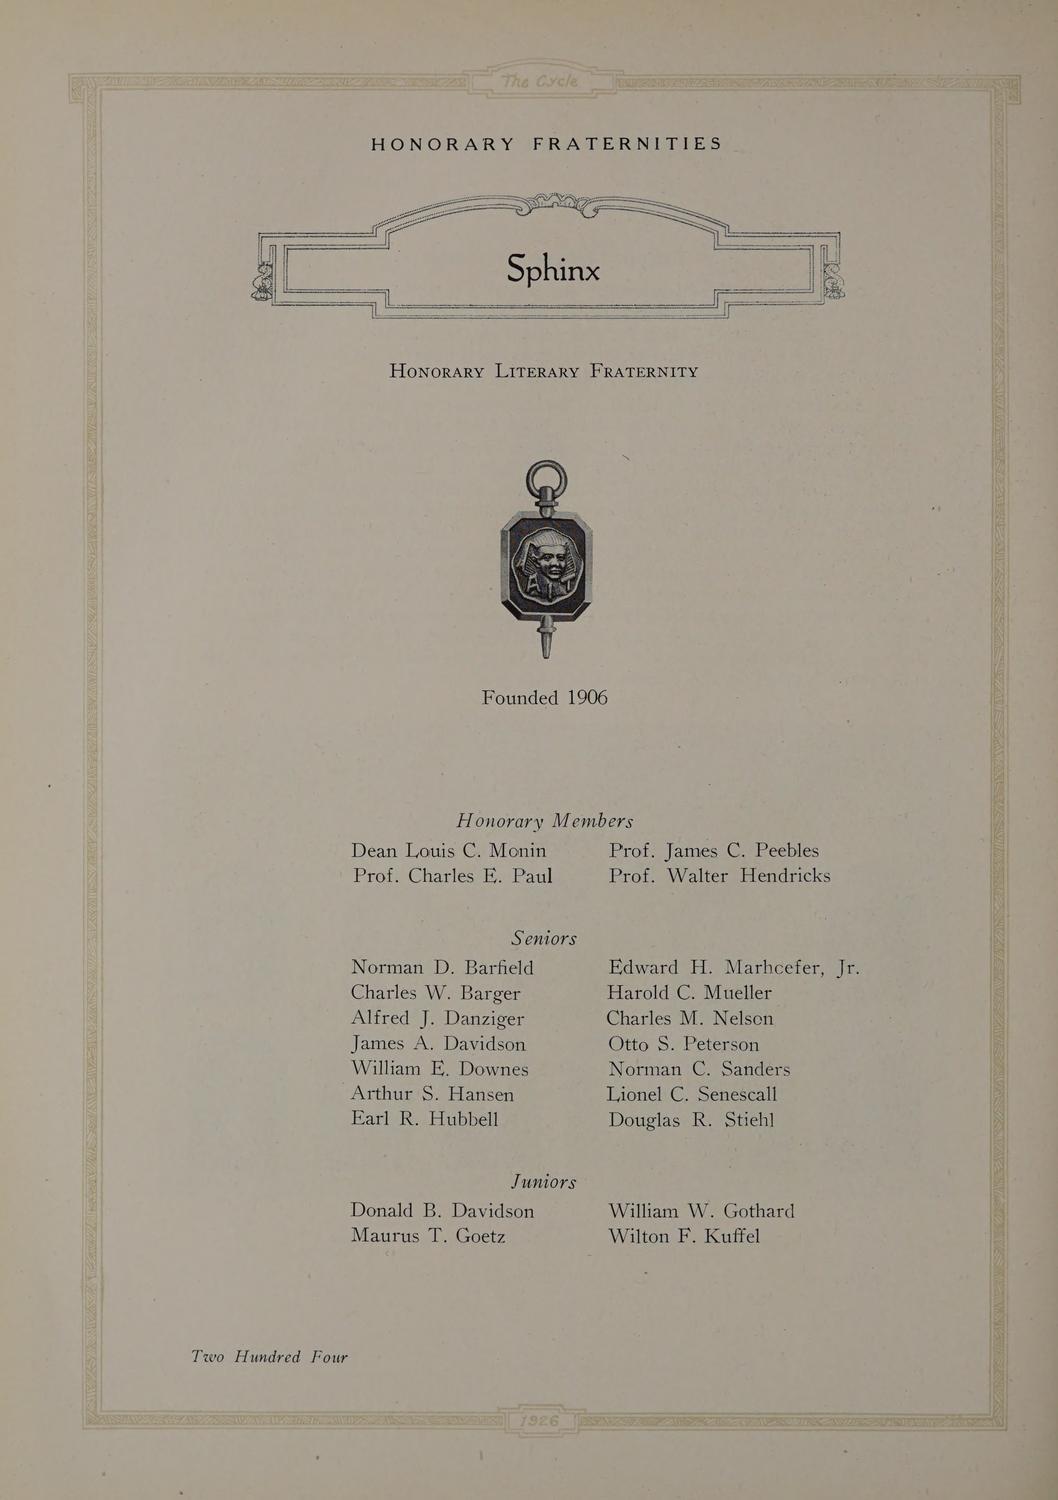 The Cycle
HONORARY FRATERNITIES
Sphinx
HONORARY LITERARY FRATERNITY
Founded 1906
Honorary Members
Dean Louis C. Monin Prof. James C. Peebles
Prof. Charles E. Paul Prof. Walter Hendricks
Seniors
Norman D. Barfield Edward H. Marhoefer, Jr.
Charles W. Barger Harold C. Mueller
Alfred J. Danziger Charles M. Nelson
James A. Davidson Otto S. Peterson
William E. Downes Norman C. Sanders
Arthur S. Hansen Lionel C. Senescall
Earl R. Hubbell Douglas R. Stiehl
Juniors
Donald B. Davidson William W. Gothard
Maurus T. Goetz Wilton F. Kuffel
Two Hundred Four
1926